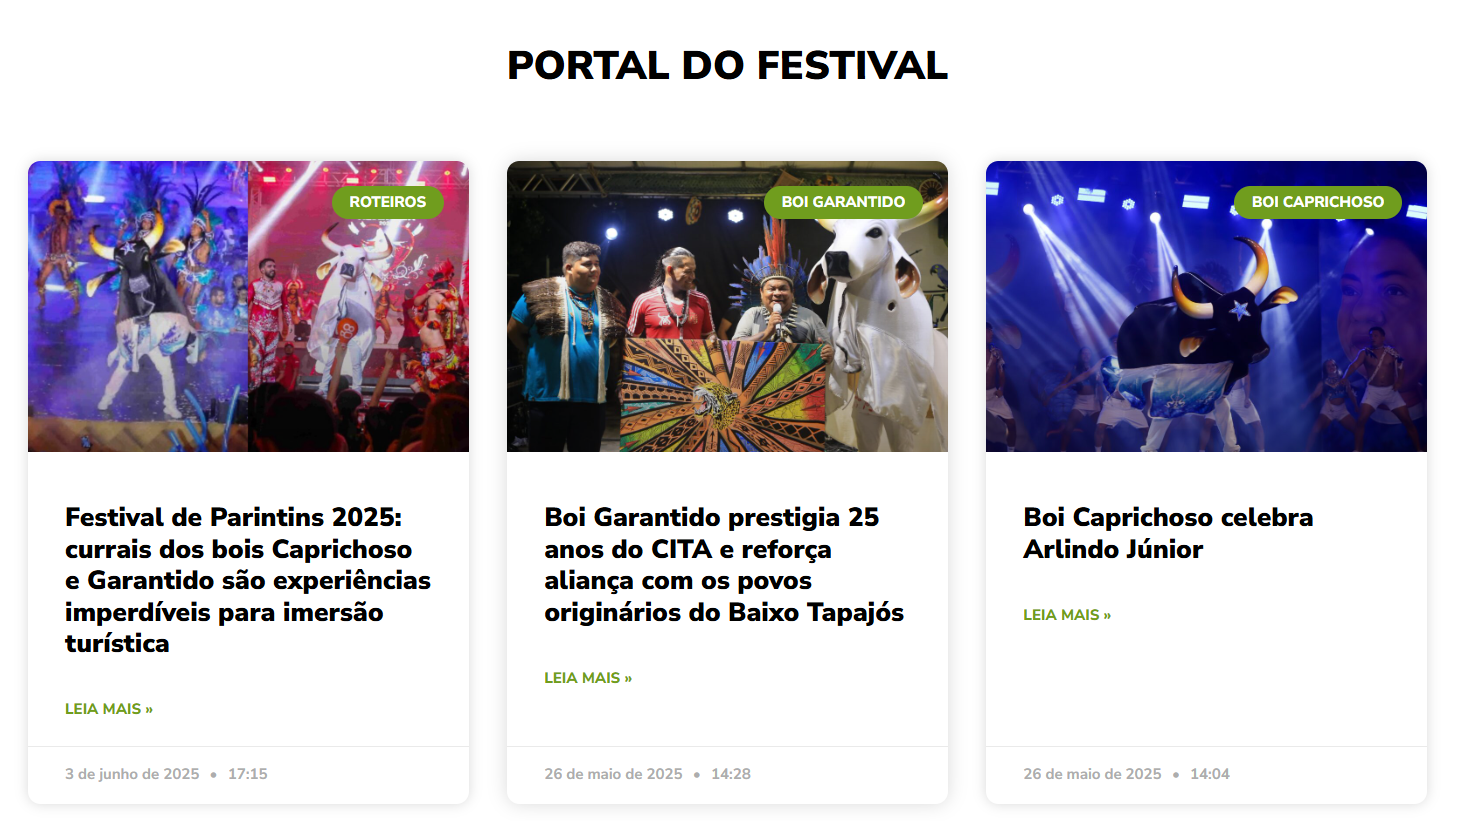 PORTAL DO FESTIVAL
ROTEIROS
Festival de Parintins 2025:
currais dos bois Caprichoso
e Garantido são experiências
imperdíveis para imersão
turística
LEIA MAIS »
3 de junho de 2025 • 17:15
BOI GARANTIDO
Boi Garantido prestigia 25
anos do CITA e reforça
aliança com os povos
originários do Baixo Tapajós
LEIA MAIS »
26 de maio de 2025 • 14:28
BOI CAPRICHOSO
Boi Caprichoso celebra
Arlindo Júnior
LEIA MAIS »
26 de maio de 2025 • 14:04